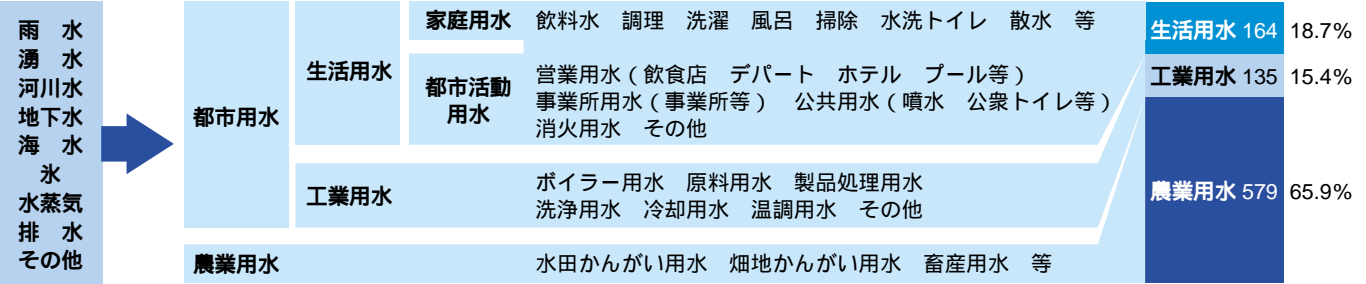 雨　水
湧　水
河川水
地下水
海　水
氷
水蒸気
排　水
その他
都市用水
生活用水
家庭用水
飲料水　調理　洗濯　風呂　掃除　水洗トイレ　散水　等
都市活動
用水
営業用水（飲食店　デパート　ホテル　プール等）
事業所用水（事業所等）　公共用水（噴水　公衆トイレ等）
消火用水　その他
工業用水
ボイラー用水　原料用水　製品処理用水
洗浄用水　冷却用水　温調用水　その他
農業用水
水田かんがい用水　畑地かんがい用水　畜産用水　等
生活用水 164 18.7%
工業用水 135 15.4%
農業用水 579 65.9%